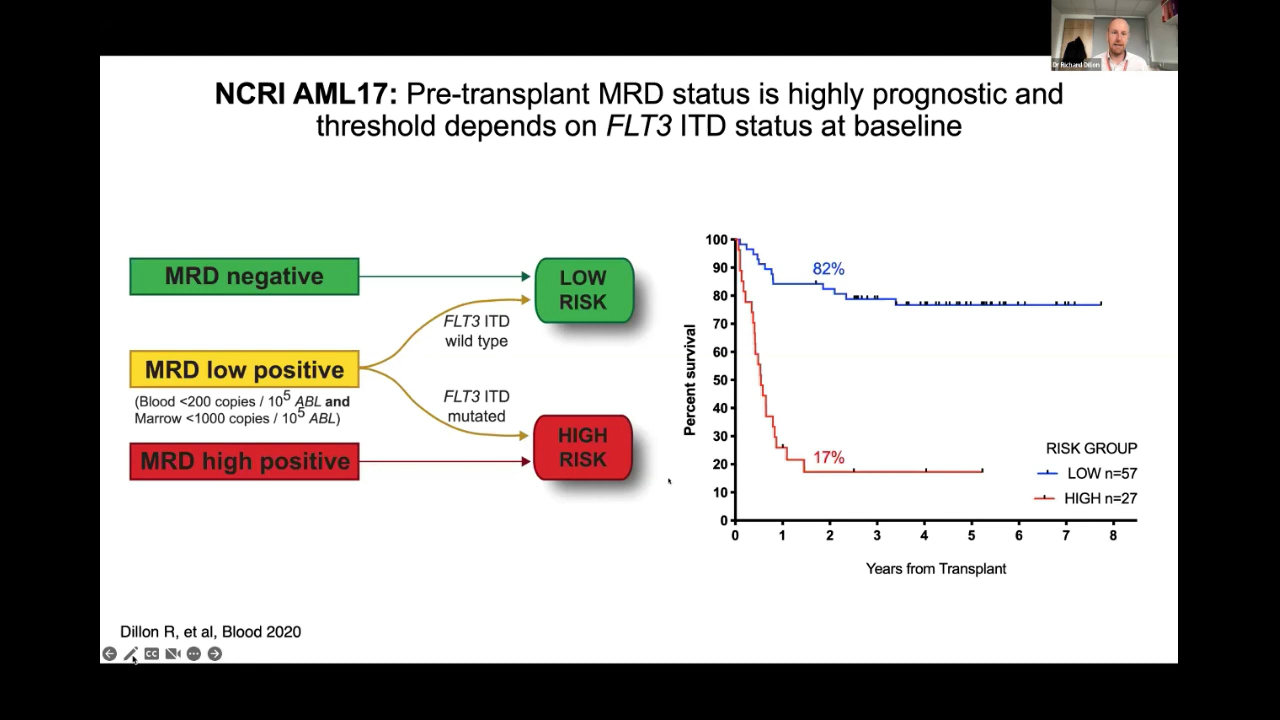 Dr Richard Dillon
NCRI AML17: Pre-transplant MRD status is highly prognostic and
threshold depends on FLT3 ITD status at baseline
MRD negative
LOW
RISK
FLT3 ITD
wild type
MRD low positive
(Blood <200 copies / 10⁵ ABL and
Marrow <1000 copies / 10⁵ ABL)
FLT3 ITD
mutated
MRD high positive
HIGH
RISK
Percent survival
100
90
80
70
60
50
40
30
20
10
0
82%
17%
RISK GROUP
LOW n=57
HIGH n=27
0 1 2 3 4 5 6 7 8
Years from Transplant
Dillon R, et al, Blood 2020
CC